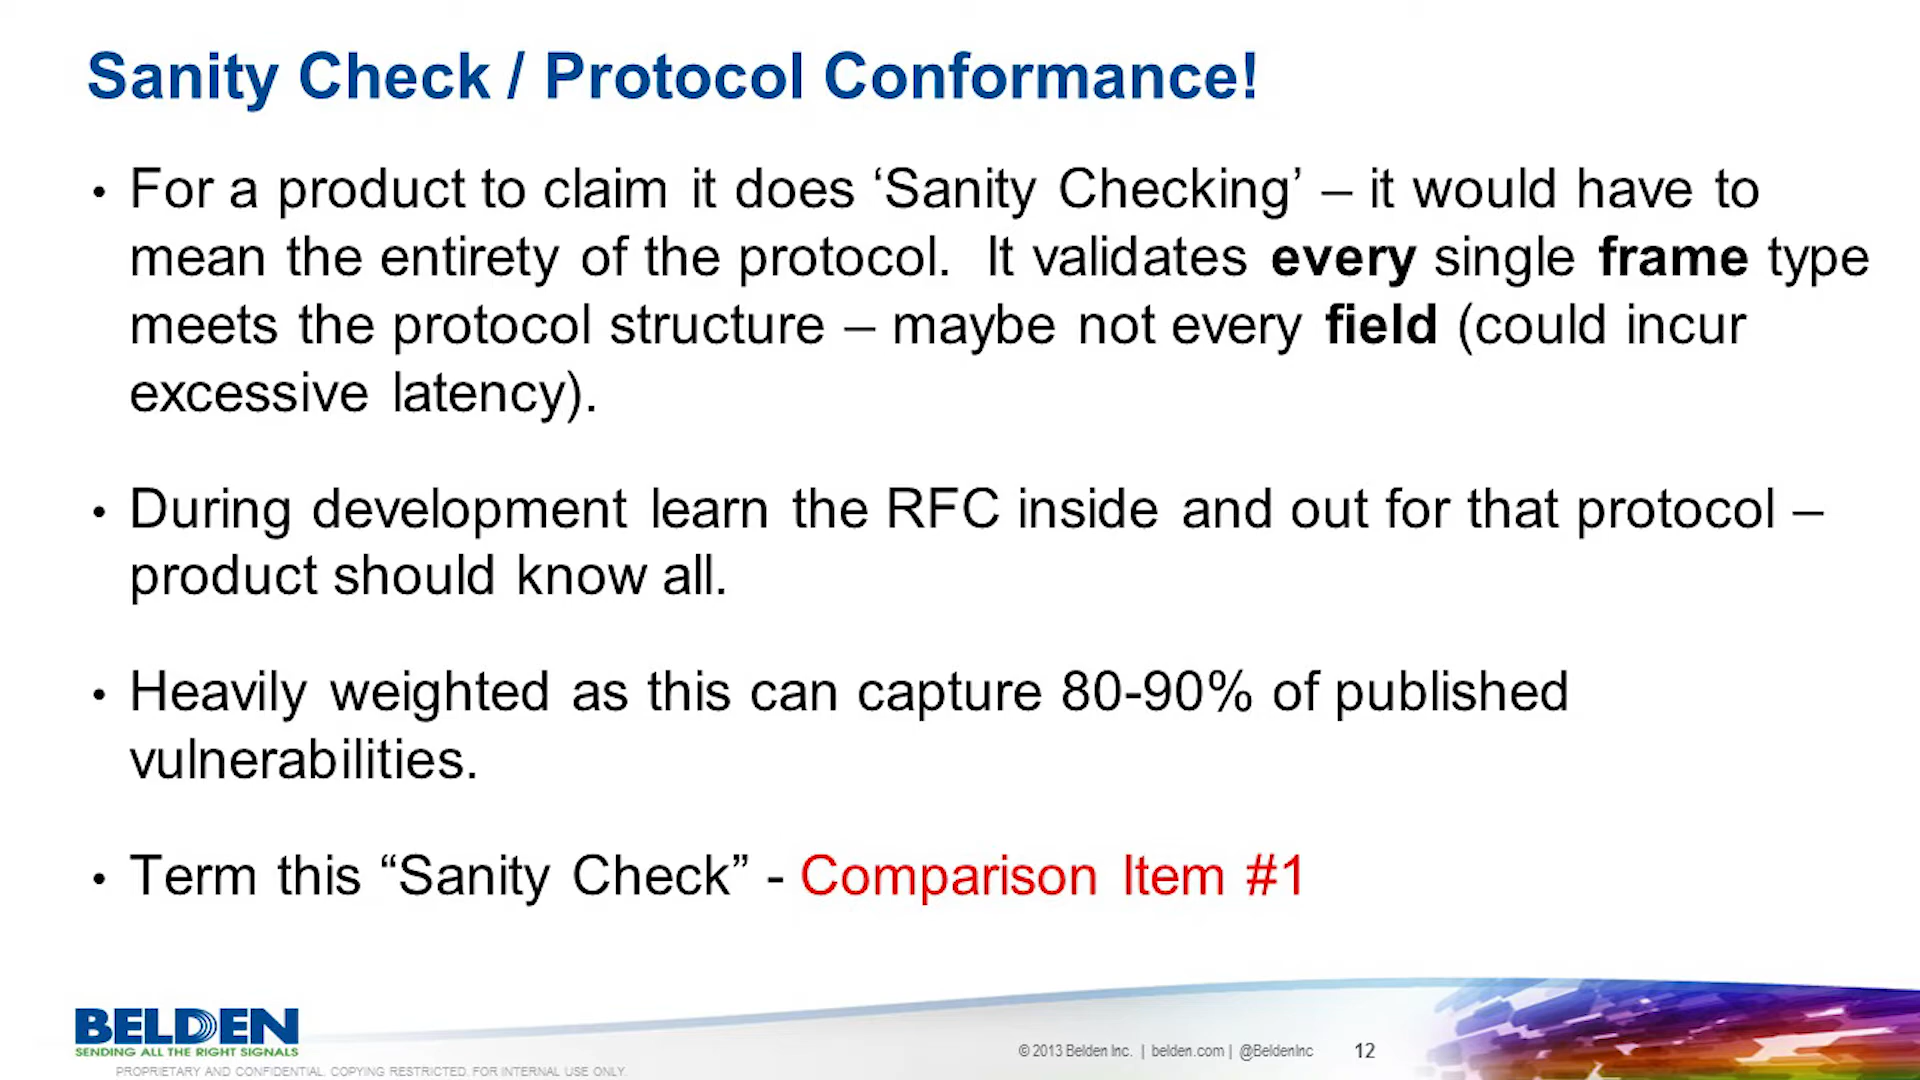 Sanity Check / Protocol Conformance!
• For a product to claim it does ‘Sanity Checking’ – it would have to
mean the entirety of the protocol. It validates every single frame type
meets the protocol structure – maybe not every field (could incur
excessive latency).
• During development learn the RFC inside and out for that protocol –
product should know all.
• Heavily weighted as this can capture 80-90% of published
vulnerabilities.
• Term this “Sanity Check” - Comparison Item #1
BELDEN
SENDING ALL THE RIGHT SIGNALS
© 2013 Belden Inc. | belden.com | @BeldenInc 12
PROPRIETARY AND CONFIDENTIAL. COPYING RESTRICTED. FOR INTERNAL USE ONLY.